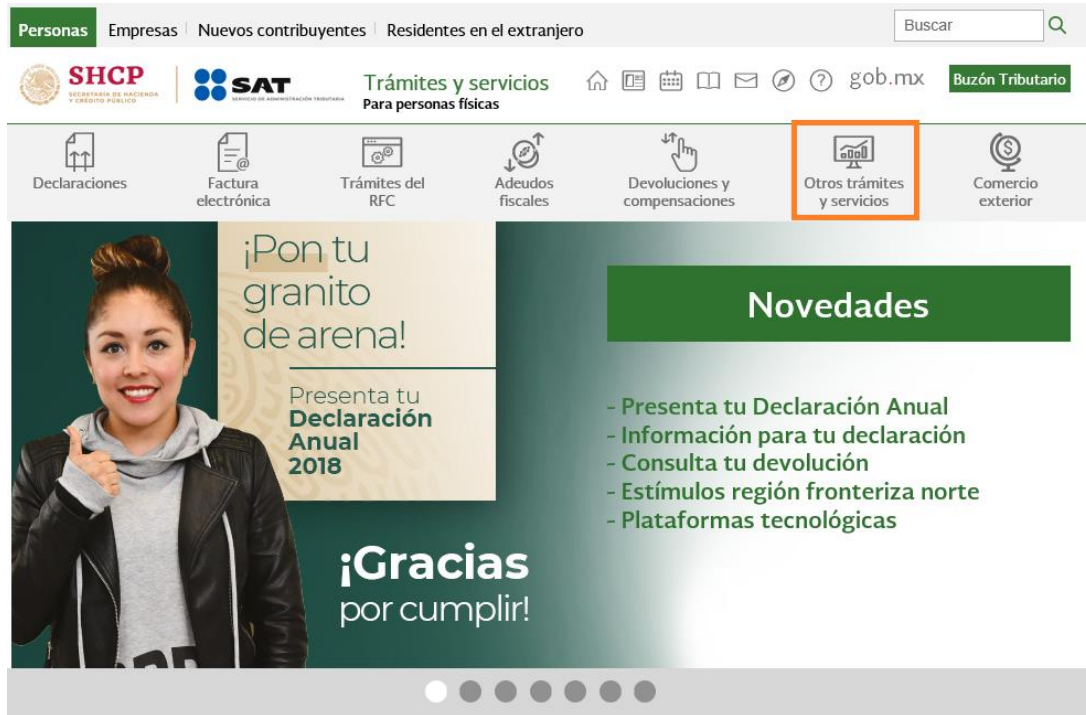 Personas Empresas Nuevos contribuyentes Residentes en el extranjero Buscar
SHCP
SECRETARÍA DE HACIENDA
Y CRÉDITO PÚBLICO
SAT
SERVICIO DE ADMINISTRACIÓN TRIBUTARIA
Trámites y servicios
Para personas físicas
gob.mx
Buzón Tributario
Declaraciones
Factura
electrónica
Trámites del
RFC
Adeudos
fiscales
Devoluciones y
compensaciones
Otros trámites
y servicios
Comercio
exterior
¡Pon tu
granito
de arena!
Presenta tu
Declaración
Anual
2018
¡Gracias
por cumplir!
Novedades
- Presenta tu Declaración Anual
- Información para tu declaración
- Consulta tu devolución
- Estímulos región fronteriza norte
- Plataformas tecnológicas